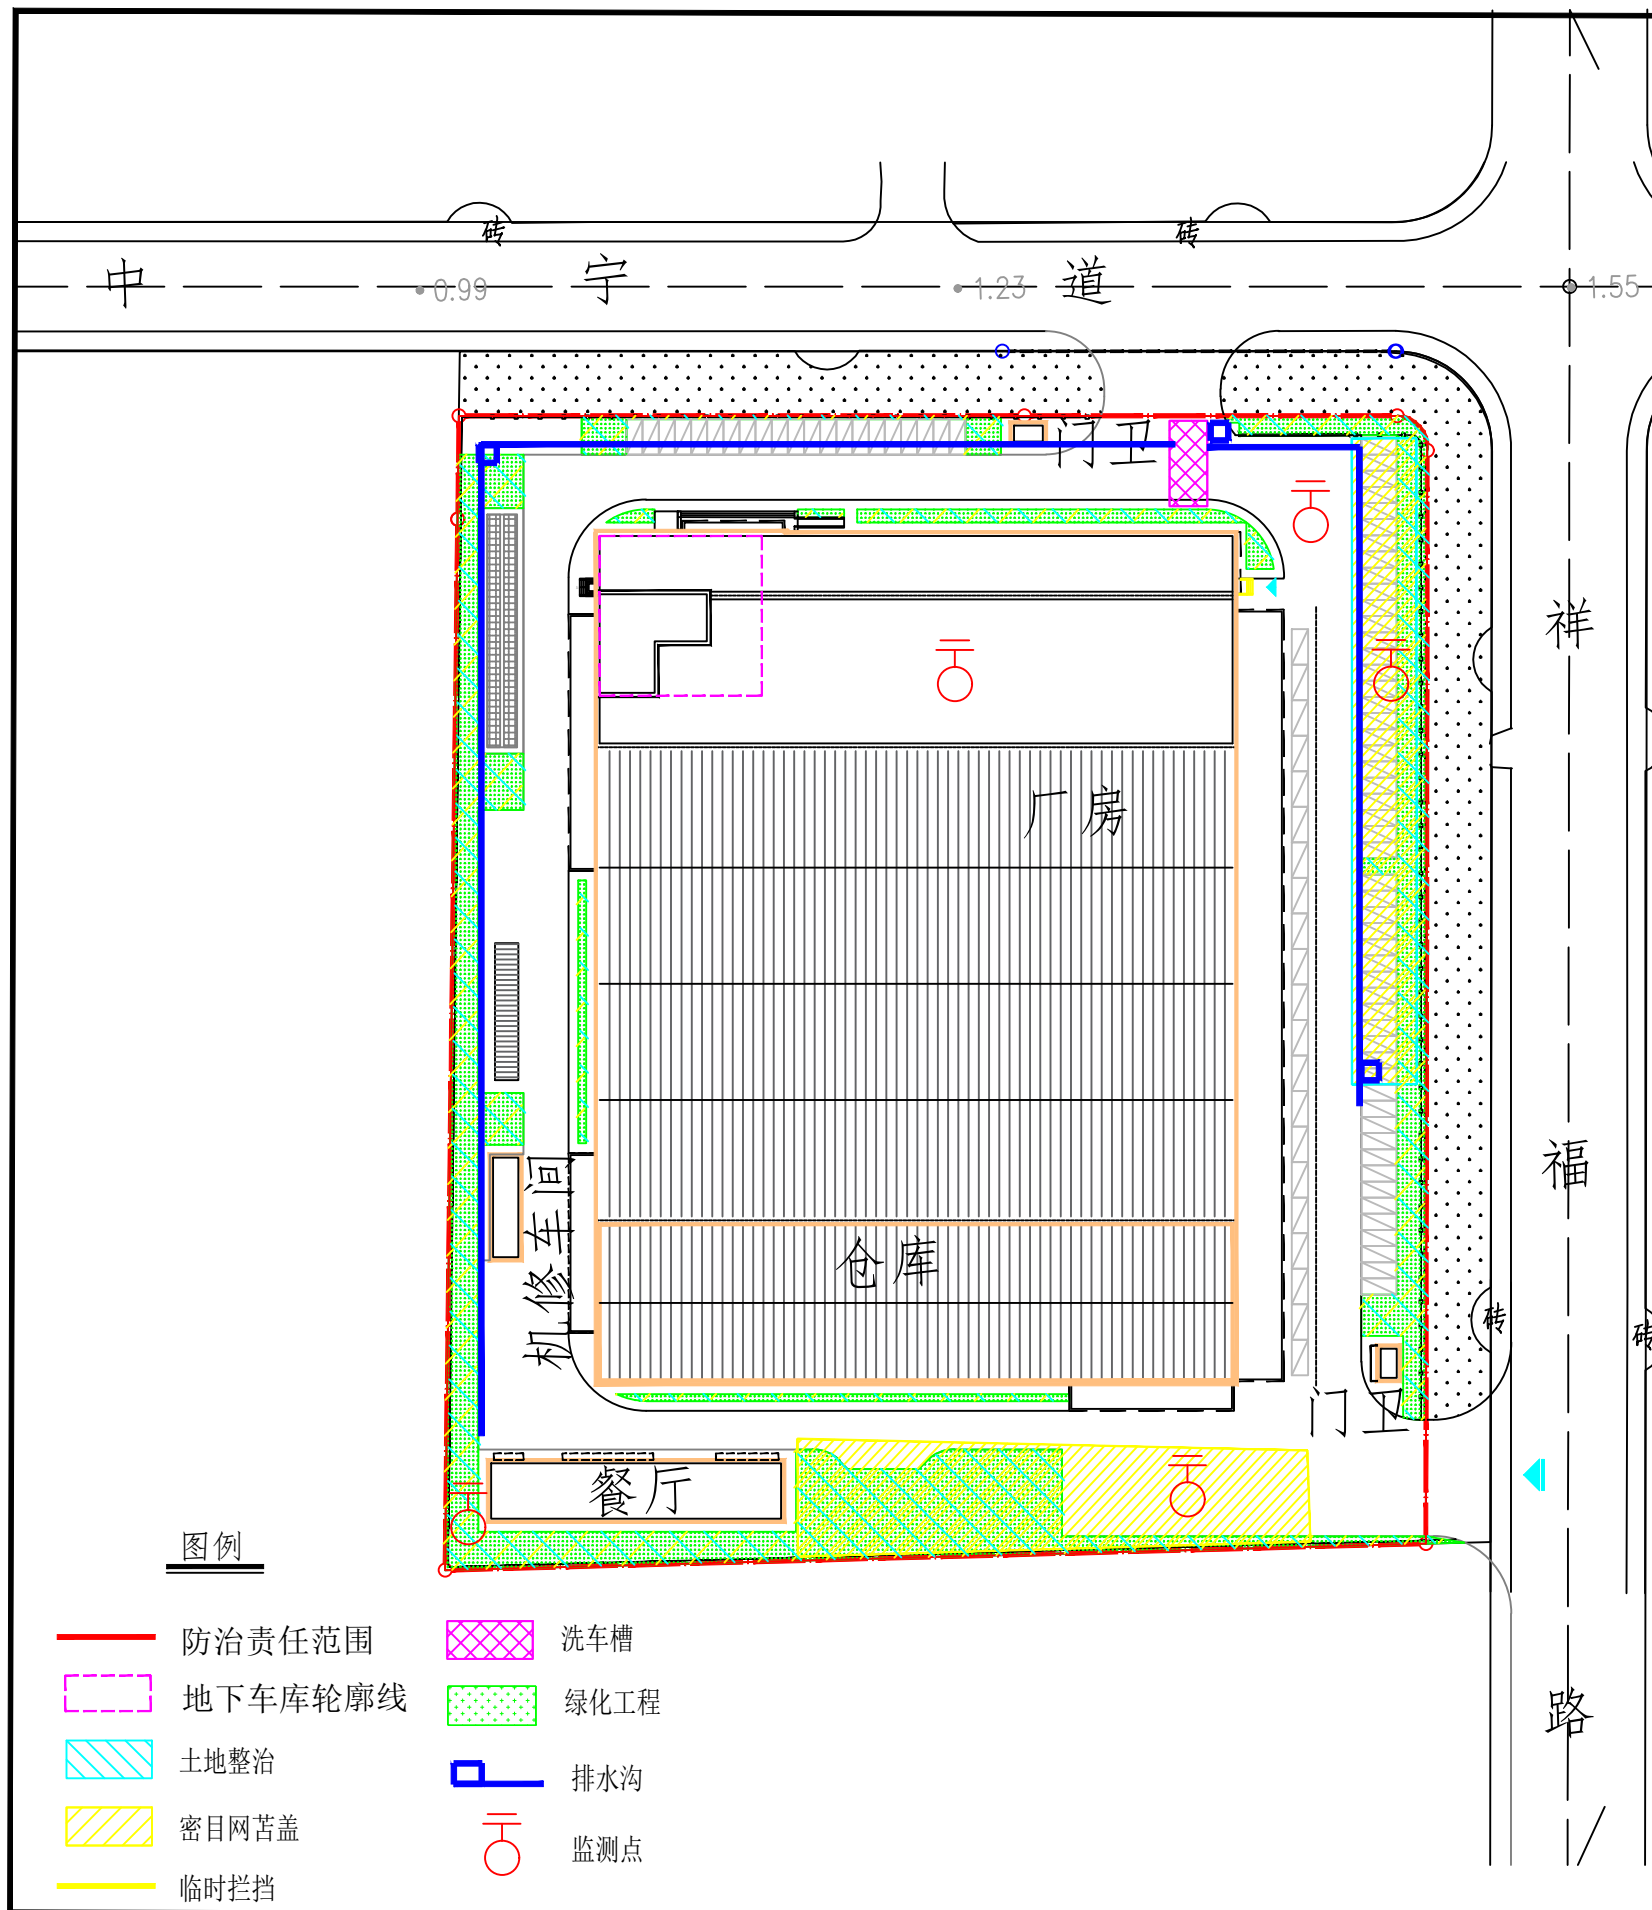 砖 砖
中 宁 道
0.99 1.23 1.55
门卫
祥
厂房
福
仓库
机修车间
砖 砖
门卫
餐厅
图例
防治责任范围 洗车槽
地下车库轮廓线 绿化工程
路
土地整治 排水沟
密目网苫盖 监测点
临时拦挡